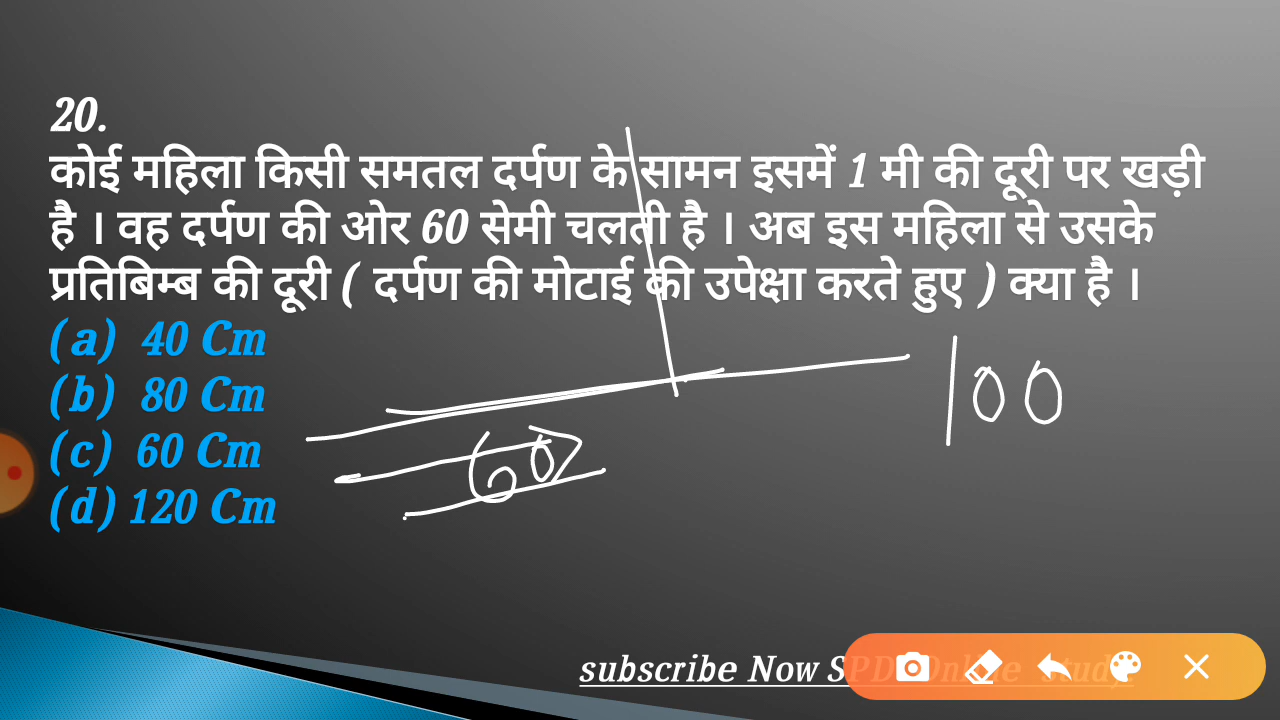 20.
कोई महिला किसी समतल दर्पण के सामन इसमें 1 मी की दूरी पर खड़ी
है । वह दर्पण की ओर 60 सेमी चलती है । अब इस महिला से उसके
प्रतिबिम्ब की दूरी ( दर्पण की मोटाई की उपेक्षा करते हुए ) क्या है ।
(a) 40 Cm
(b) 80 Cm
(c) 60 Cm
(d) 120 Cm
60
100
subscribe Now SPD Online study